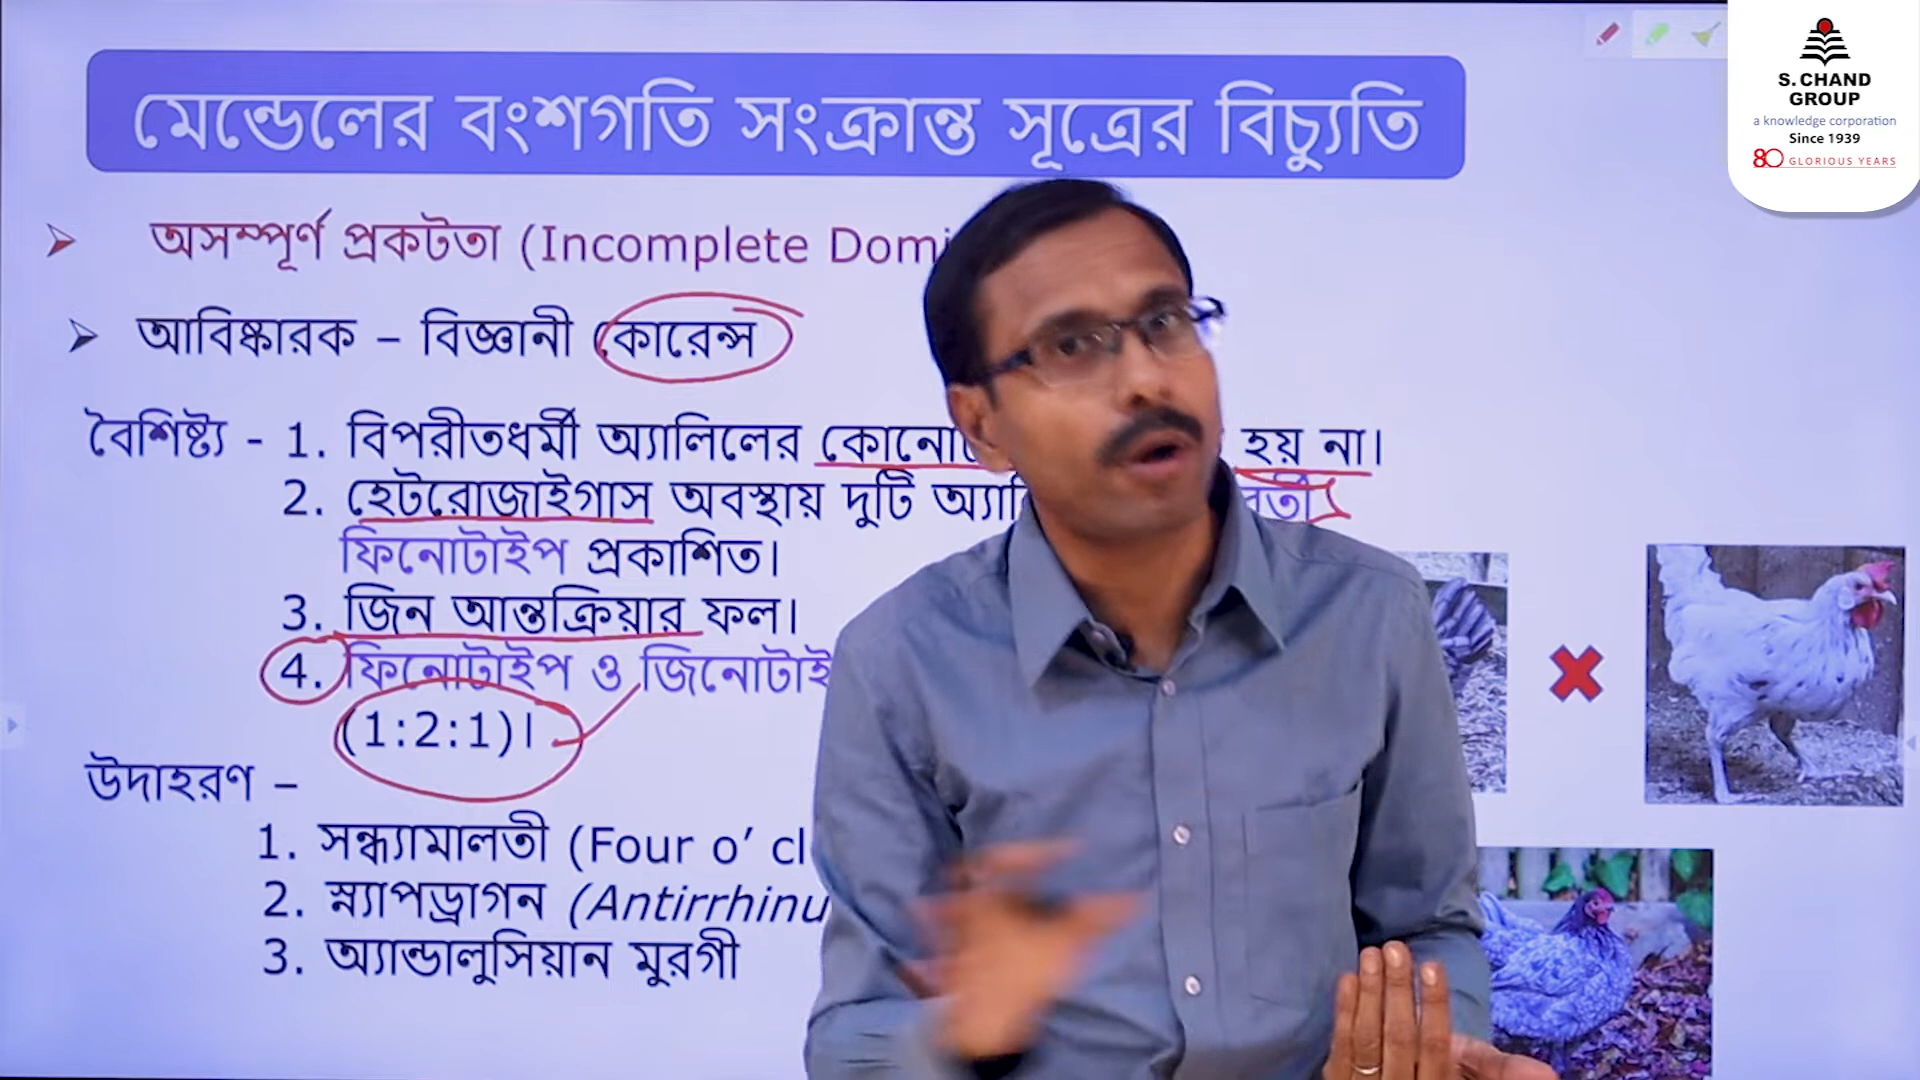 S. CHAND
GROUP
a knowledge corporation
Since 1939
80 GLORIOUS YEARS
মেন্ডেলের বংশগতি সংক্রান্ত সূত্রের বিচ্যুতি
অসম্পূর্ণ প্রকটতা (Incomplete Domi
আবিষ্কারক – বিজ্ঞানী কোরেন্স
বৈশিষ্ট্য - 1. বিপরীতধর্মী অ্যালিলের হয় না।
2. হেটরোজাইগাস অবস্থায় দুটি
ফিনোটাইপ প্রকাশিত।
3. জিন আন্তক্রিয়ার ফল।
4. ফিনোটাইপ ও জিনোটাই
(1:2:1)।
উদাহরণ –
1. সন্ধ্যামালতী (Four o’ cl
2. স্ন্যাপড্রাগন (Antirrhinu
3. অ্যান্ডালুসিয়ান মুরগী